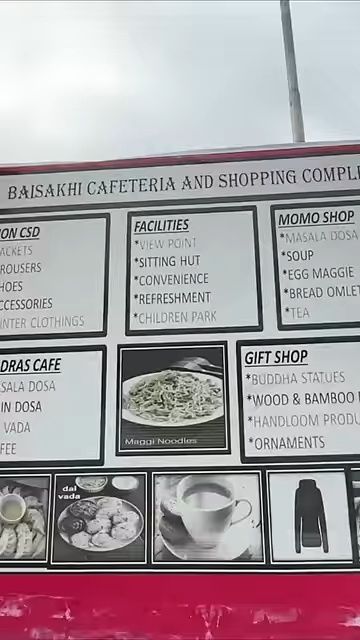 BAISAKHI CAFETERIA AND SHOPPING COMPLE
ON CSD
ACKETS
ROUSERS
HOES
CCESSORIES
INTER CLOTHINGS
FACILITIES
*VIEW POINT
*SITTING HUT
*CONVENIENCE
*REFRESHMENT
*CHILDREN PARK
MOMO SHOP
*MASALA DOSA
*SOUP
*EGG MAGGIE
*BREAD OMLET
*TEA
DRAS CAFE
SALA DOSA
IN DOSA
VADA
FEE
Maggi Noodles
GIFT SHOP
*BUDDHA STATUES
*WOOD & BAMBOO
*HANDLOOM PRODU
*ORNAMENTS
dal
vada